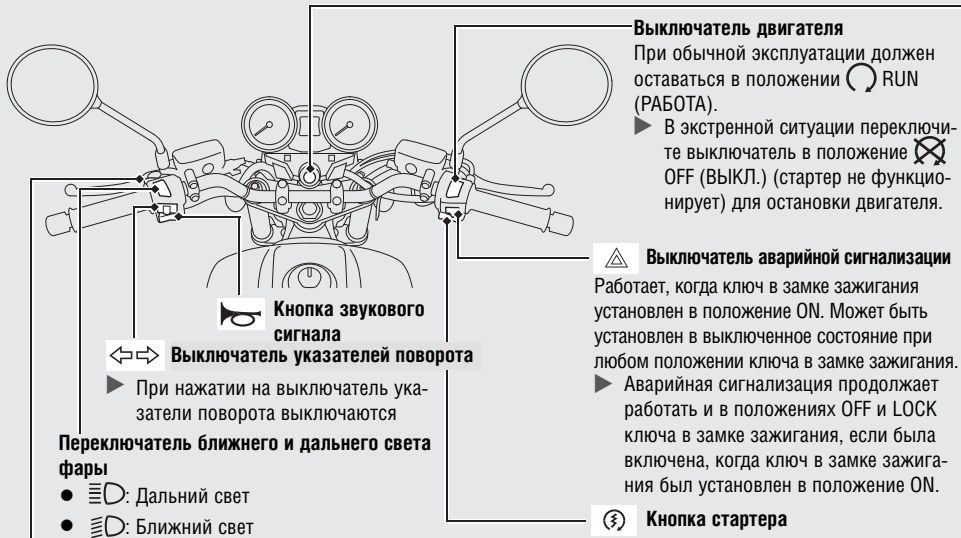 Выключатель двигателя
При обычной эксплуатации должен
оставаться в положении RUN
(РАБОТА).
В экстренной ситуации переключи-
те выключатель в положение
OFF (ВЫКЛ.) (стартер не функцио-
нирует) для остановки двигателя.
Выключатель аварийной сигнализации
Работает, когда ключ в замке зажигания
установлен в положение ON. Может быть
установлен в выключенное состояние при
любом положении ключа в замке зажигания.
Аварийная сигнализация продолжает
работать и в положениях OFF и LOCK
ключа в замке зажигания, если была
включена, когда ключ в замке зажига-
ния был установлен в положение ON.
Кнопка стартера
Кнопка звукового
сигнала
Выключатель указателей поворота
При нажатии на выключатель ука-
затели поворота выключаются
Переключатель ближнего и дальнего света
фары
● : Дальний свет
● : Ближний свет